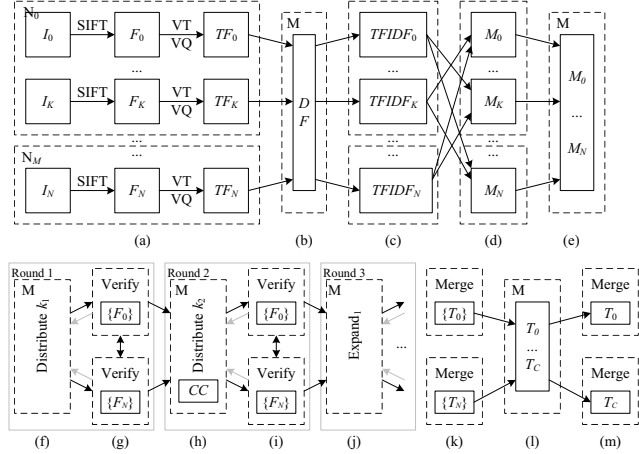 N0 M M
I0 SIFT F0 VT VQ TF0 TFIDF0 M0 M0
... ... ... ...
IK SIFT FK VT VQ TFK D F TFIDFK MK ...
... ... ... ...
NM
IN SIFT FN VT VQ TFN TFIDFN MN MN
(a) (b) (c) (d) (e)
Round 1 Round 2 Round 3
M Verify M Verify M Merge M Merge
Distribute k1 {F0} Distribute k2 {F0} Expand1 {T0} T0 T0
... ...
Verify Verify Merge TC Merge
{FN} CC {FN} {TN} TC
(f) (g) (h) (i) (j) (k) (l) (m)